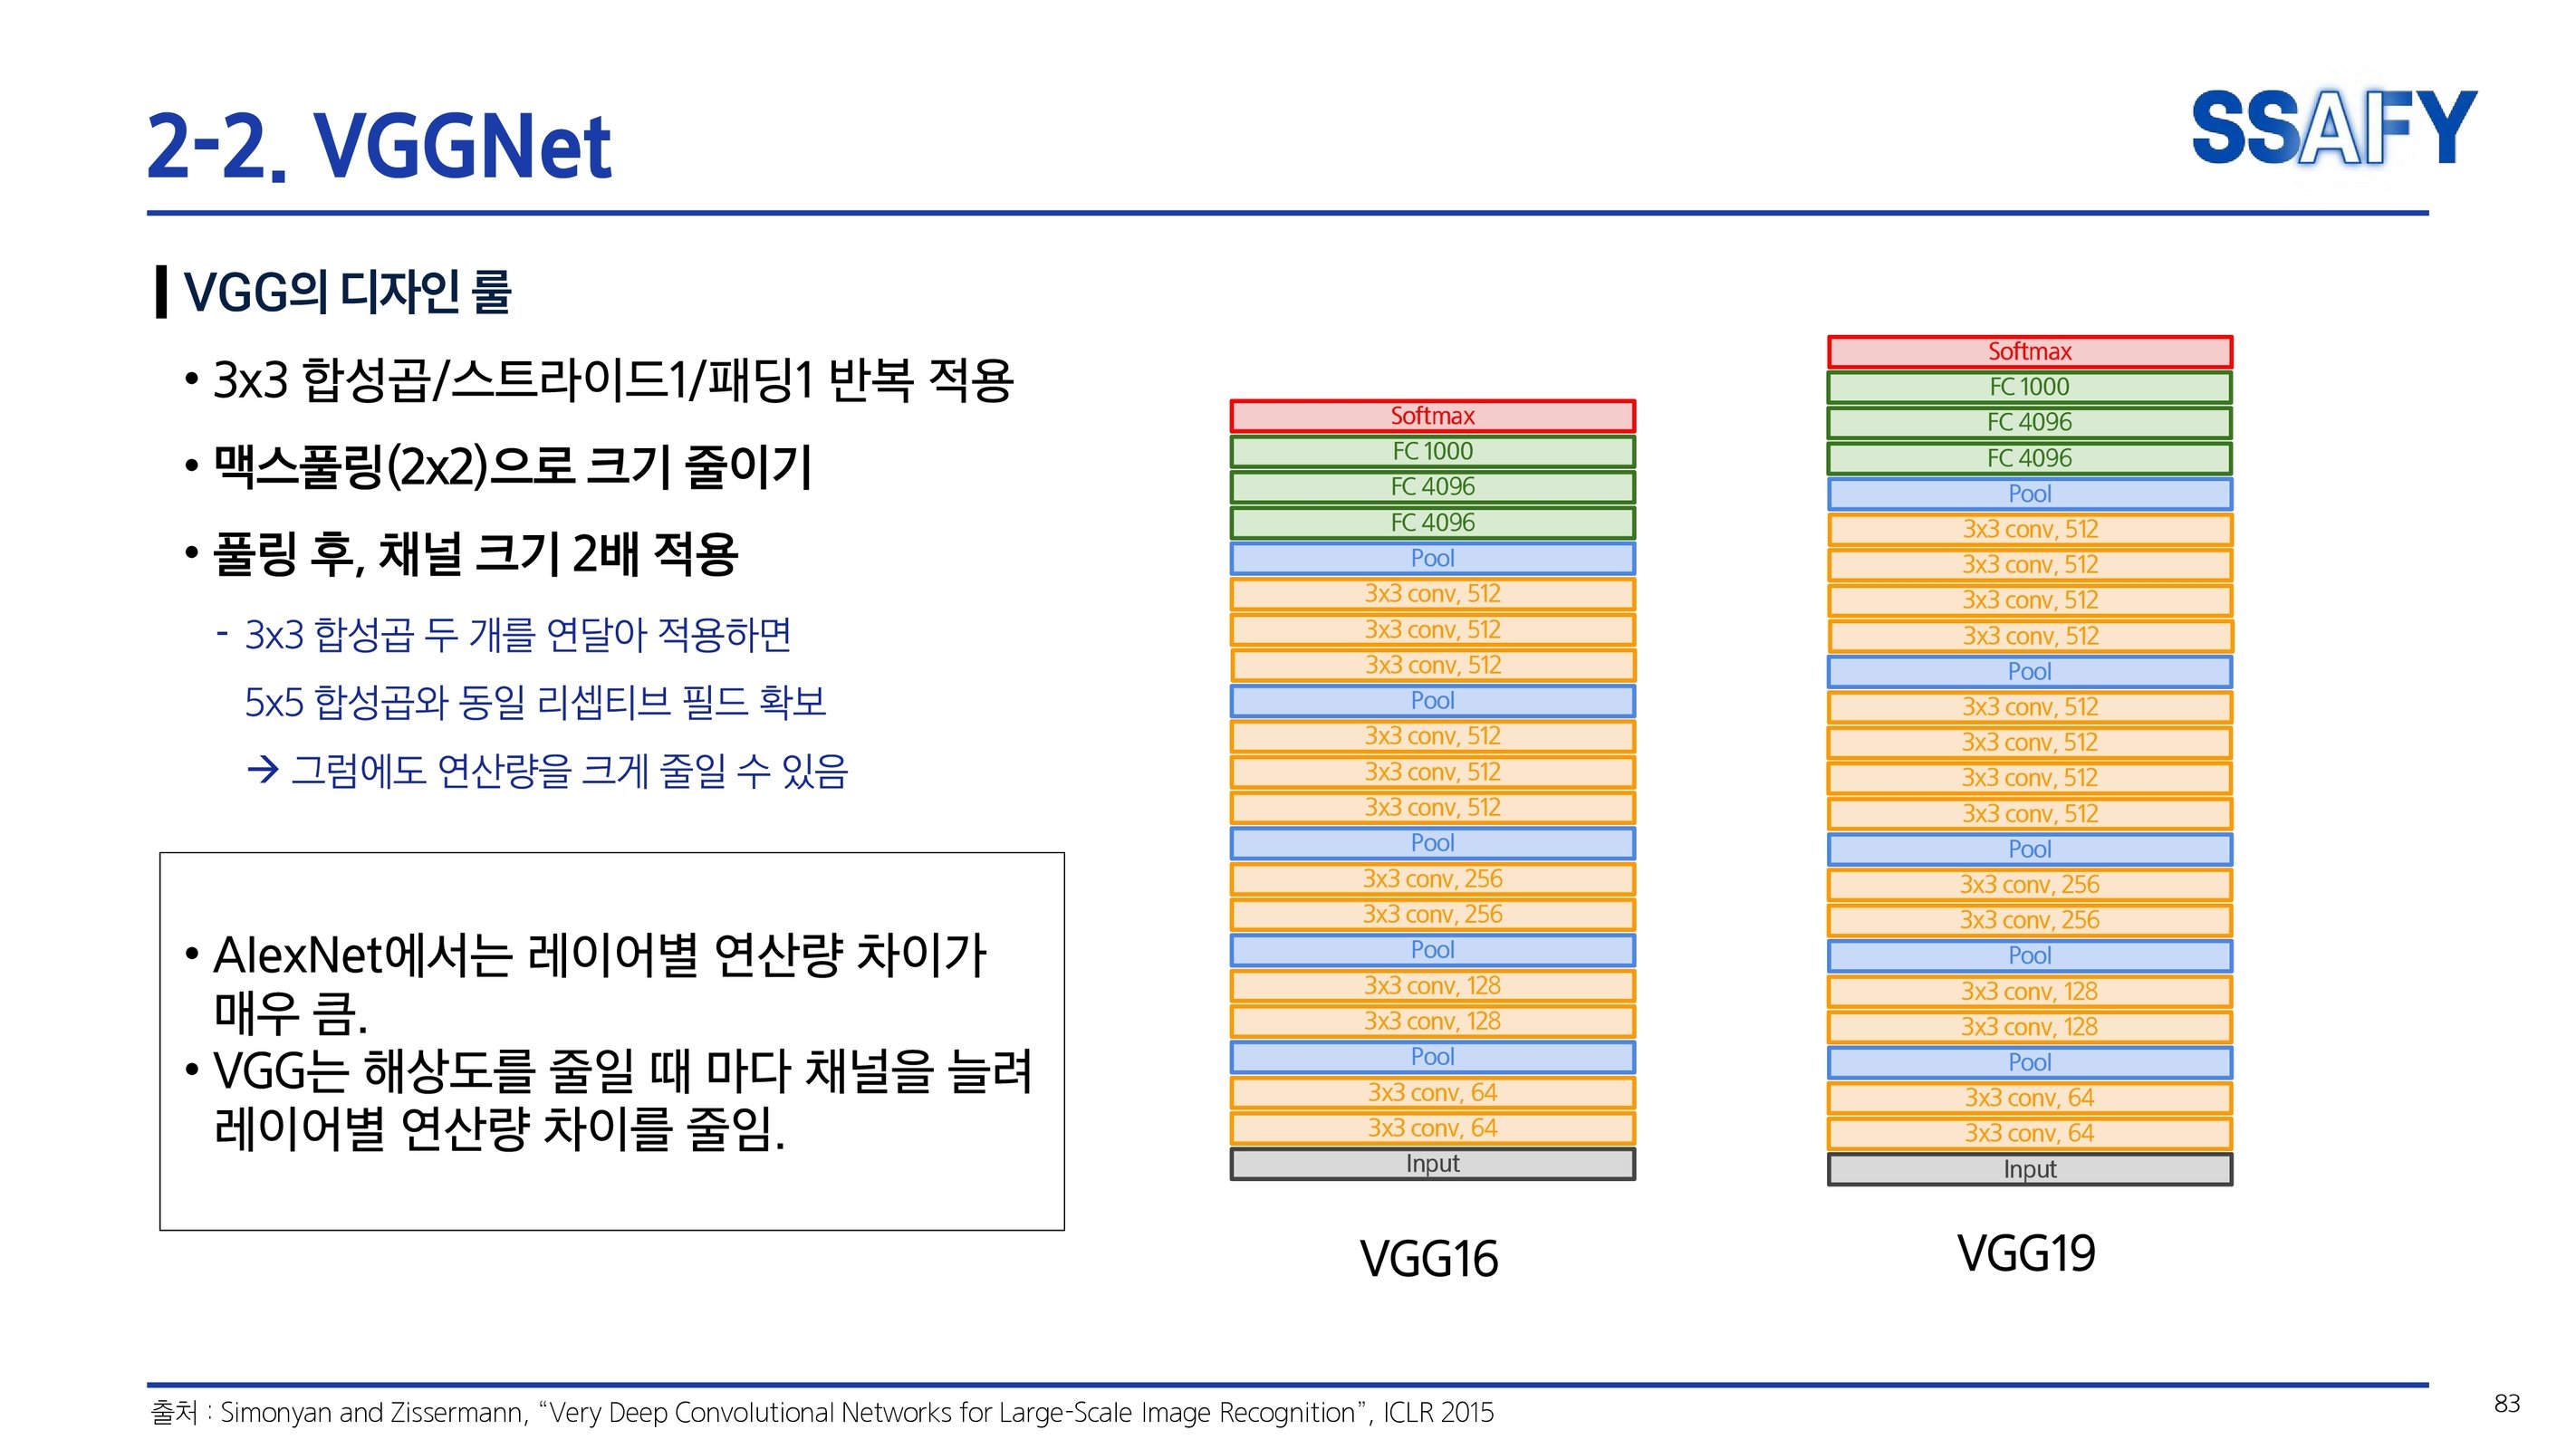 2-2. VGGNet
SSAFY
VGG의 디자인 룰
• 3x3 합성곱/스트라이드1/패딩1 반복 적용
• 맥스풀링(2x2)으로 크기 줄이기
• 풀링 후, 채널 크기 2배 적용
- 3x3 합성곱 두 개를 연달아 적용하면
5x5 합성곱와 동일 리셉티브 필드 확보
→ 그럼에도 연산량을 크게 줄일 수 있음
• AlexNet에서는 레이어별 연산량 차이가
매우 큼.
• VGG는 해상도를 줄일 때 마다 채널을 늘려
레이어별 연산량 차이를 줄임.
Softmax
FC 1000
FC 4096
FC 4096
Pool
3x3 conv, 512
3x3 conv, 512
3x3 conv, 512
Pool
3x3 conv, 512
3x3 conv, 512
3x3 conv, 512
Pool
3x3 conv, 256
3x3 conv, 256
Pool
3x3 conv, 128
3x3 conv, 128
Pool
3x3 conv, 64
3x3 conv, 64
Input
VGG16
Softmax
FC 1000
FC 4096
FC 4096
Pool
3x3 conv, 512
3x3 conv, 512
3x3 conv, 512
3x3 conv, 512
Pool
3x3 conv, 512
3x3 conv, 512
3x3 conv, 512
3x3 conv, 512
Pool
3x3 conv, 256
3x3 conv, 256
Pool
3x3 conv, 128
3x3 conv, 128
Pool
3x3 conv, 64
3x3 conv, 64
Input
VGG19
출처 : Simonyan and Zissermann, “Very Deep Convolutional Networks for Large-Scale Image Recognition”, ICLR 2015
83